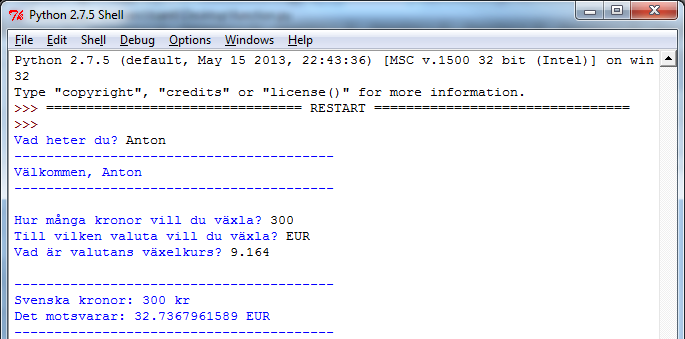 Python 2.7.5 Shell
File Edit Shell Debug Options Windows Help
Python 2.7.5 (default, May 15 2013, 22:43:36) [MSC v.1500 32 bit (Intel)] on win
32
Type "copyright", "credits" or "license()" for more information.
>>> ================================ RESTART ================================
>>>
Vad heter du? Anton
----------------------------------------
Välkommen, Anton
----------------------------------------
Hur många kronor vill du växla? 300
Till vilken valuta vill du växla? EUR
Vad är valutans växelkurs? 9.164
----------------------------------------
Svenska kronor: 300 kr
Det motsvarar: 32.7367961589 EUR
----------------------------------------